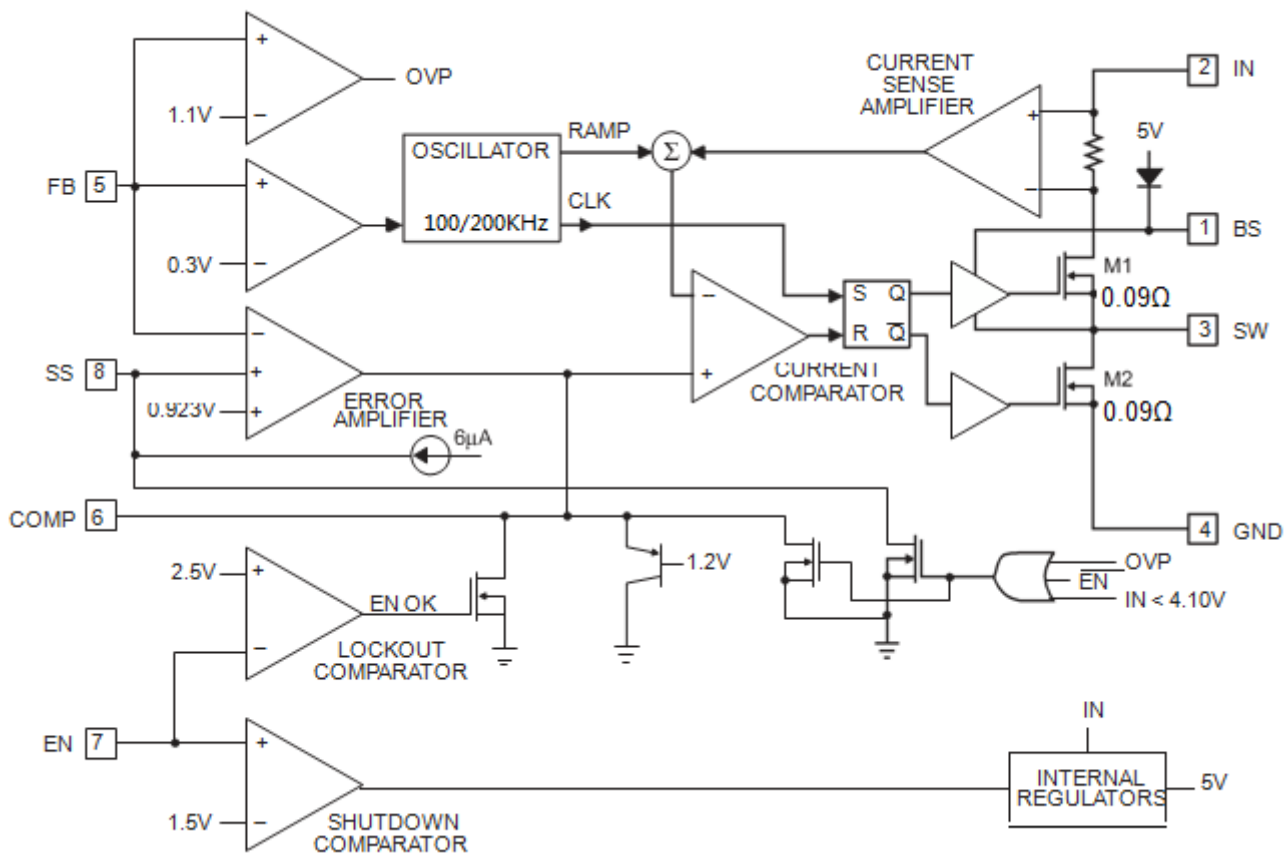 +
OVP
1.1V
−
CURRENT
SENSE
AMPLIFIER
2
IN
+
5V
RAMP
OSCILLATOR
Σ
FB
5
+
−
CLK
100/200KHz
1
BS
0.3V
−
M1
0.09Ω
−
S
Q
−
3
SW
R
Q̅
SS
8
+
+
CURRENT
COMPARATOR
M2
0.09Ω
0.923V
+
ERROR
AMPLIFIER
6µA
COMP
6
4
GND
1.2V
OVP
2.5V
+
EN
EN OK
IN < 4.10V
LOCKOUT
COMPARATOR
−
IN
EN
7
+
INTERNAL
REGULATORS
5V
1.5V
−
SHUTDOWN
COMPARATOR